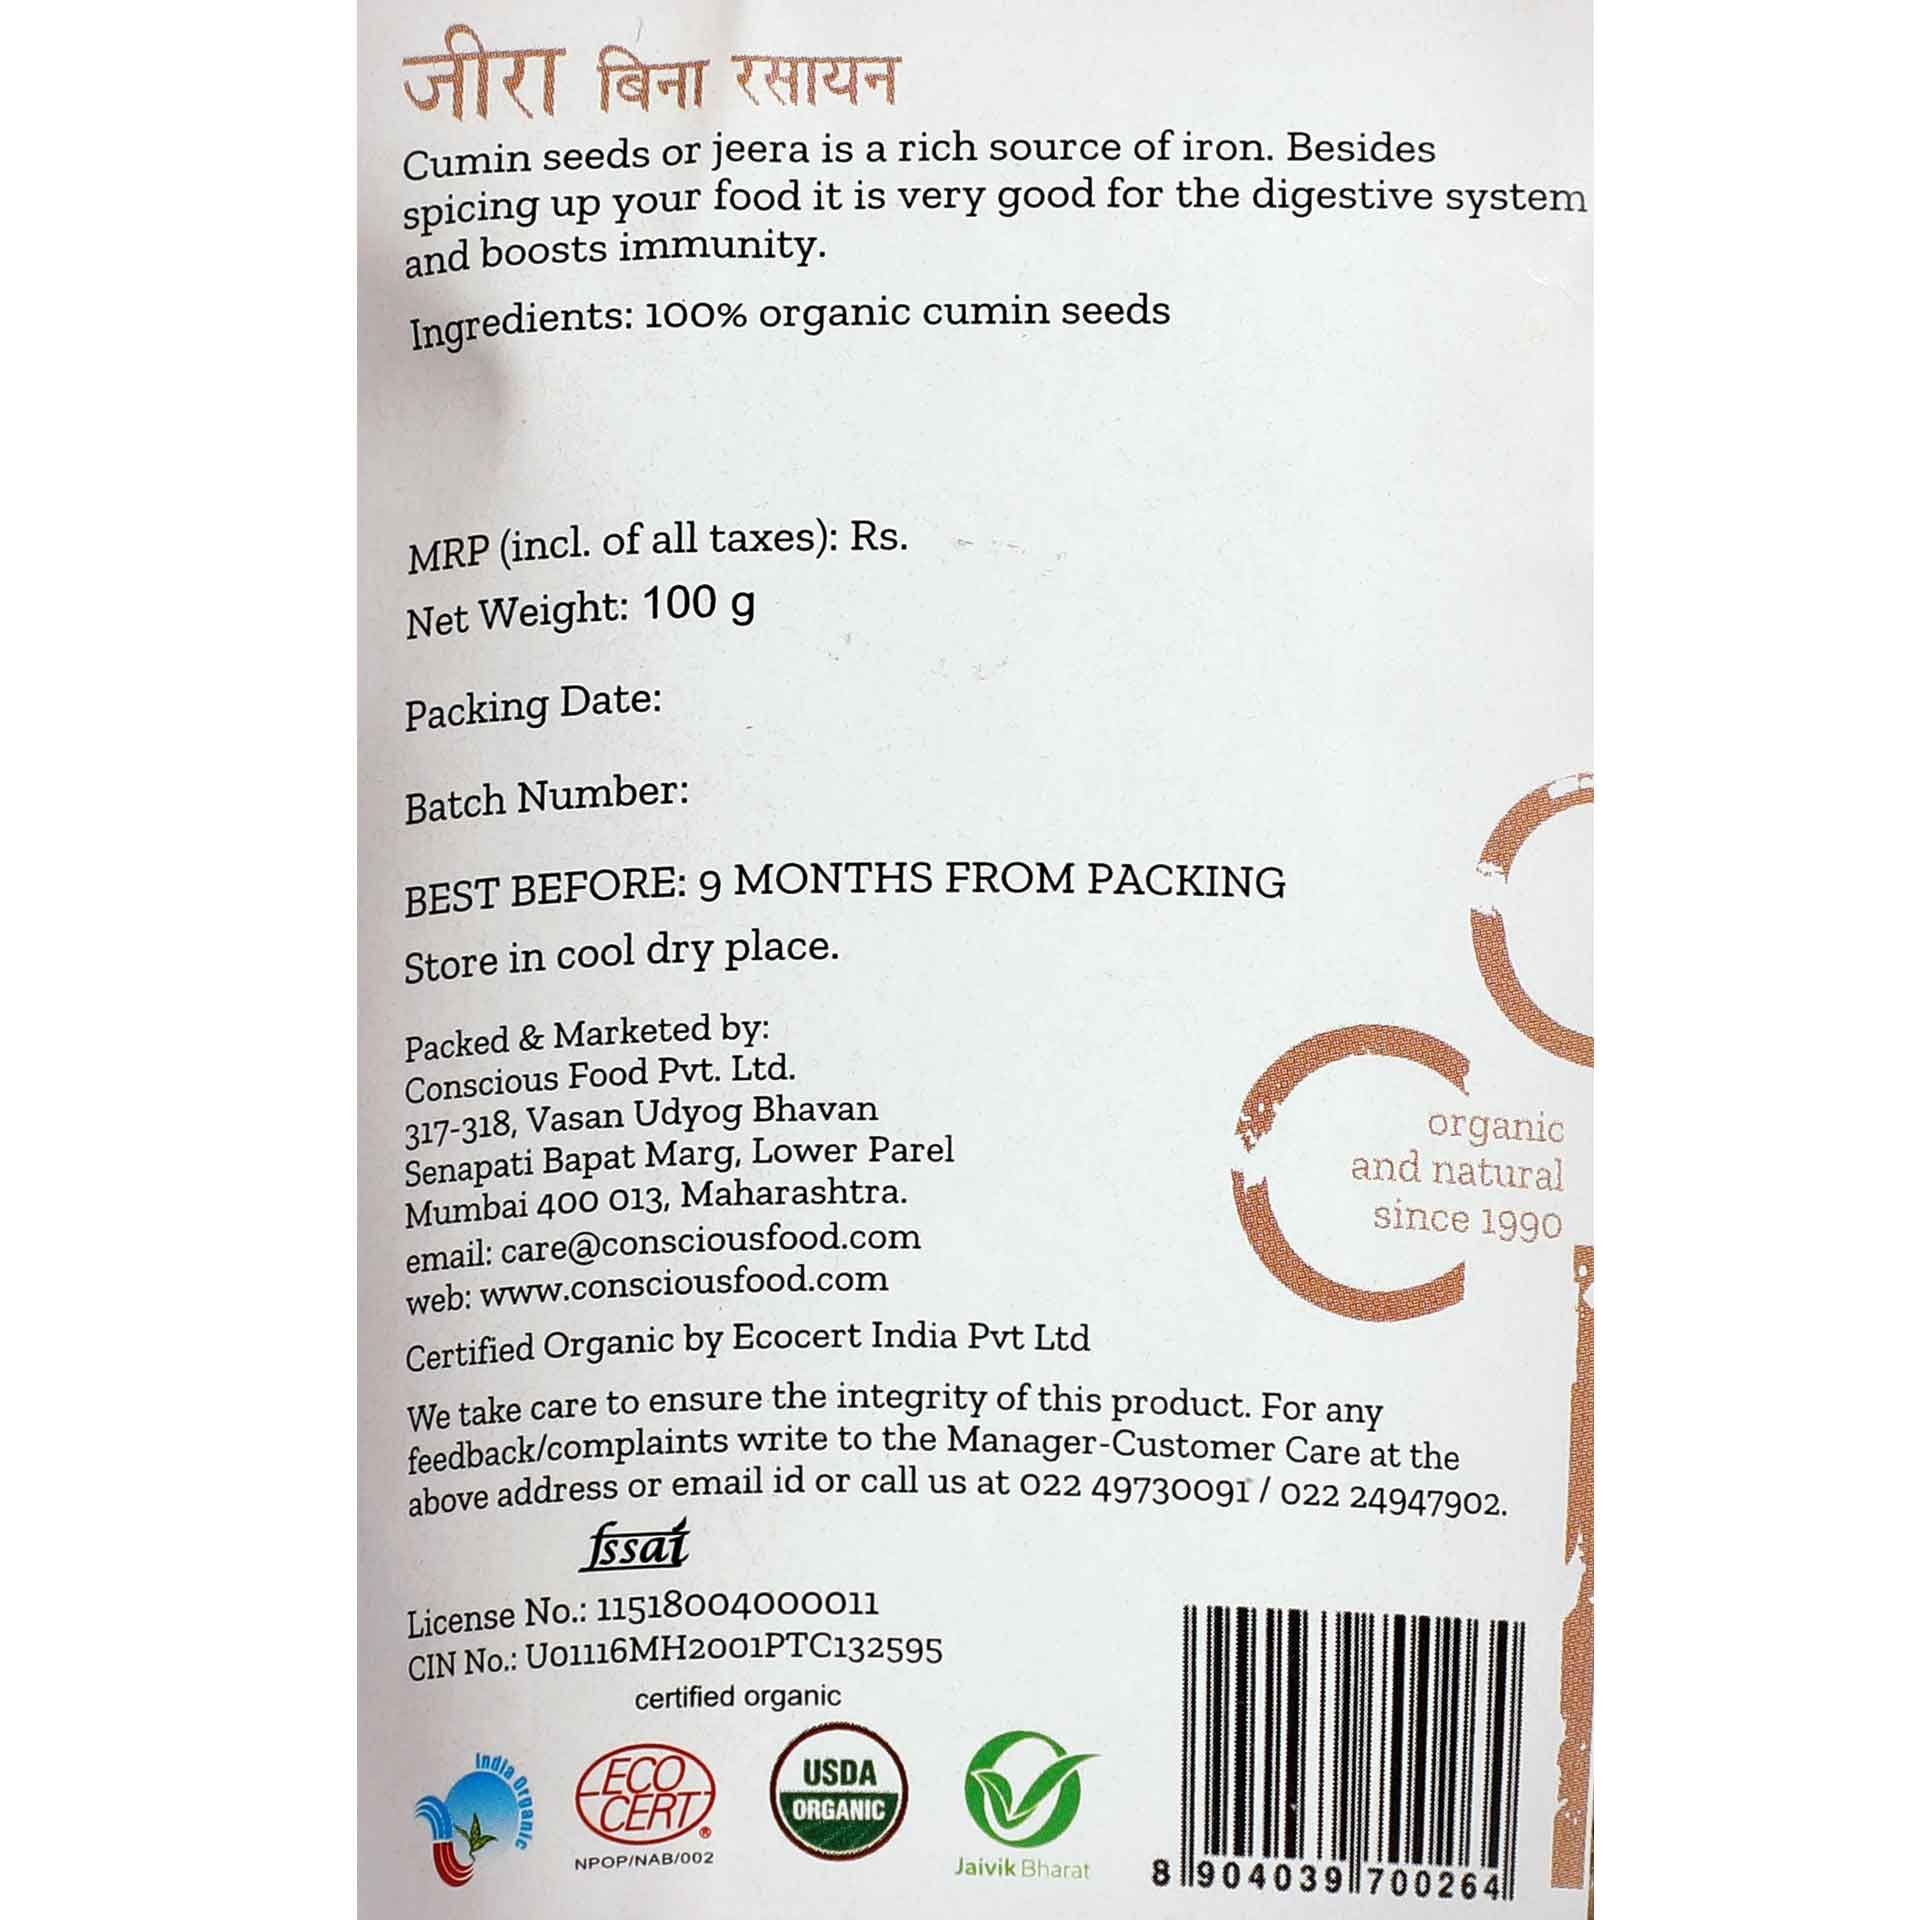 जीरा बिना रसायन
Cumin seeds or jeera is a rich source of iron. Besides
spicing up your food it is very good for the digestive system
and boosts immunity.
Ingredients: 100% organic cumin seeds
MRP (incl. of all taxes): Rs.
Net Weight: 100 g
Packing Date:
Batch Number:
BEST BEFORE: 9 MONTHS FROM PACKING
Store in cool dry place.
Packed & Marketed by:
Conscious Food Pvt. Ltd.
317-318, Vasan Udyog Bhavan
Senapati Bapat Marg, Lower Parel
Mumbai 400 013, Maharashtra.
email: care@consciousfood.com
web: www.consciousfood.com
organic
and natural
since 1990
Certified Organic by Ecocert India Pvt Ltd
We take care to ensure the integrity of this product. For any
feedback/complaints write to the Manager-Customer Care at the
above address or email id or call us at 022 49730091 / 022 24947902.
fssai
License No.: 11518004000011
CIN No.: U01116MH2001PTC132595
certified organic
India Organic
ECO
CERT
®
NPOP/NAB/002
USDA
ORGANIC
Jaivik Bharat
8 904039 700264